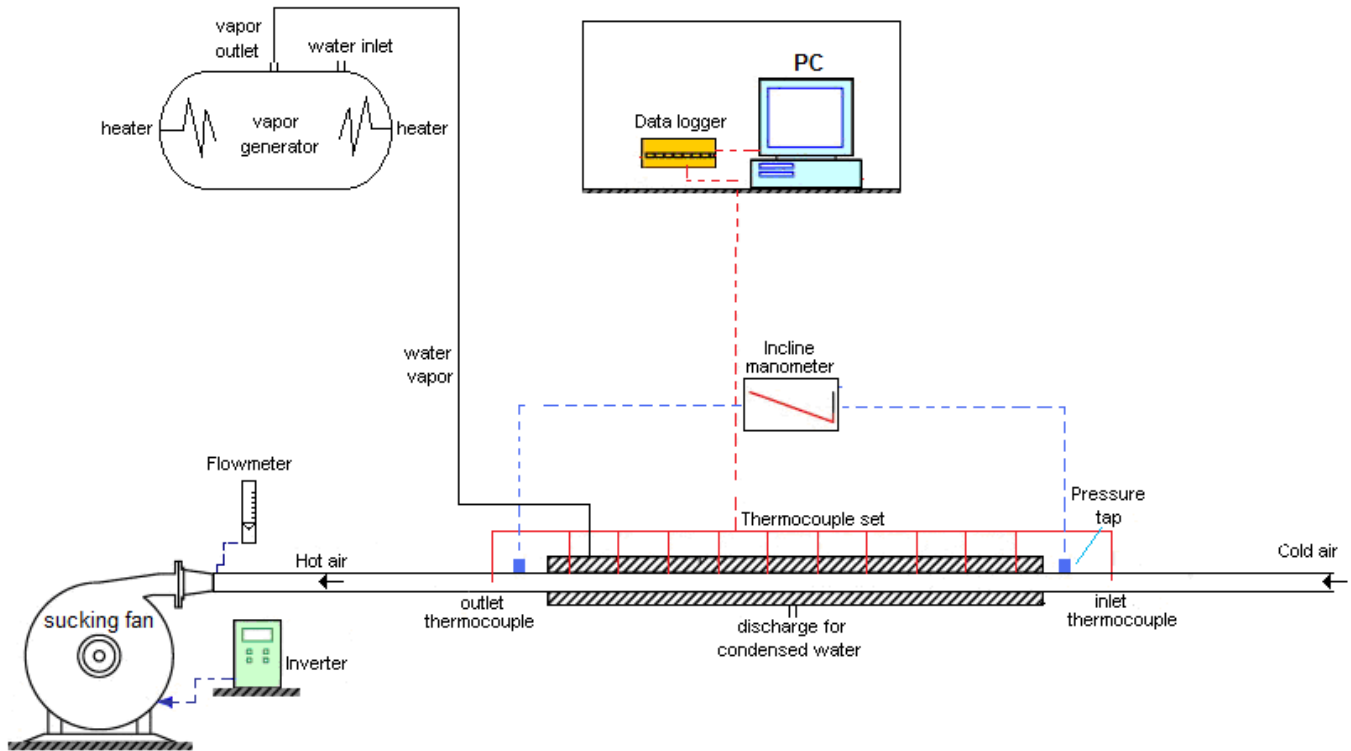 vapor
outlet
water inlet
heater
vapor
generator
heater
PC
Data logger
water
vapor
Incline
manometer
Flowmeter
Pressure
tap
Thermocouple set
Hot air
Cold air
outlet
thermocouple
inlet
thermocouple
discharge for
condensed water
sucking fan
Inverter